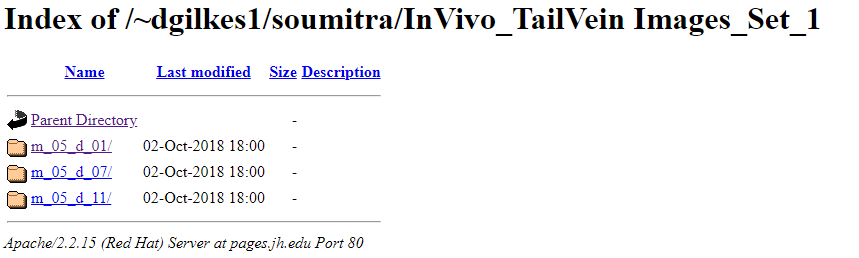 Index of /~dgilkes1/soumitra/InVivo_TailVein Images_Set_1
Name Last modified Size Description
Parent Directory -
m_05_d_01/ 02-Oct-2018 18:00 -
m_05_d_07/ 02-Oct-2018 18:00 -
m_05_d_11/ 02-Oct-2018 18:00 -
Apache/2.2.15 (Red Hat) Server at pages.jh.edu Port 80